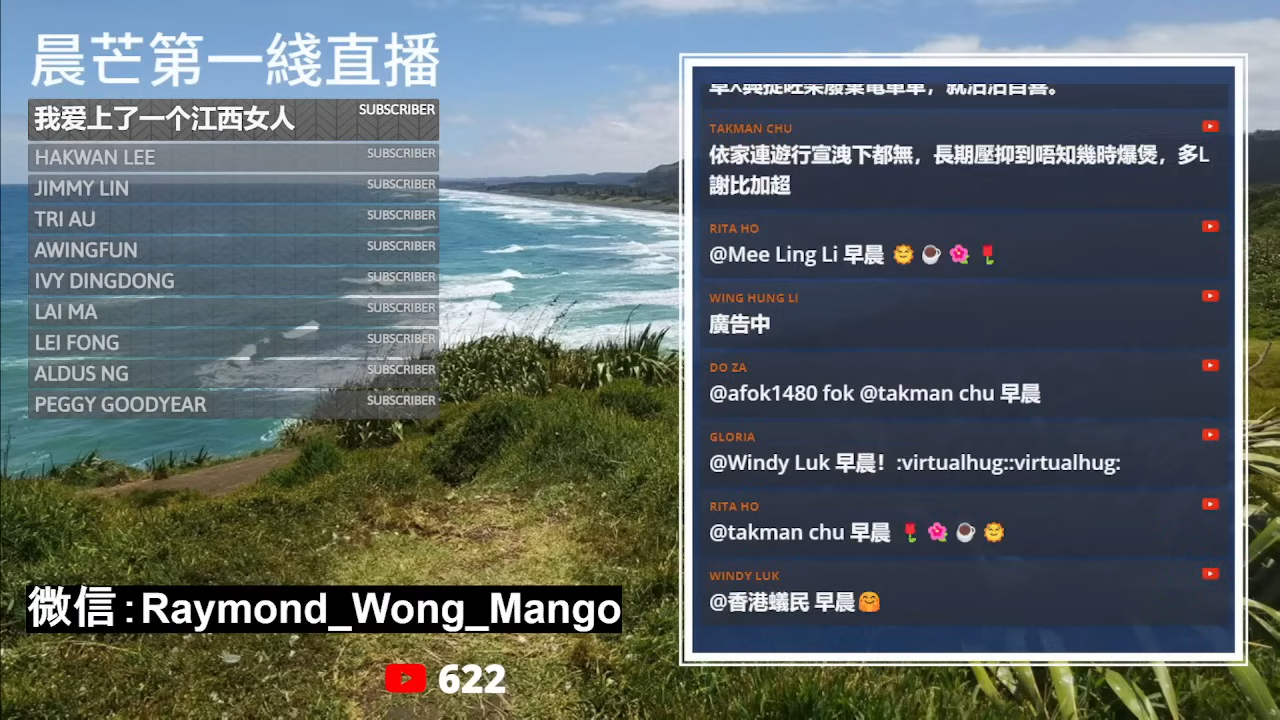 晨芒第一綫直播
我爱上了一个江西女人 SUBSCRIBER
HAKWAN LEE SUBSCRIBER
JIMMY LIN SUBSCRIBER
TRI AU SUBSCRIBER
AWINGFUN SUBSCRIBER
IVY DINGDONG SUBSCRIBER
LAI MA SUBSCRIBER
LEI FONG SUBSCRIBER
ALDUS NG SUBSCRIBER
PEGGY GOODYEAR SUBSCRIBER
微信:Raymond_Wong_Mango
622
TAKMAN CHU
依家連遊行宣洩下都無，長期壓抑到唔知幾時爆煲，多L
謝比加超
RITA HO
@Mee Ling Li 早晨 🌞 ☕ 🌺 🌹
WING HUNG LI
廣告中
DO ZA
@afok1480 fok @takman chu 早晨
GLORIA
@Windy Luk 早晨！:virtualhug::virtualhug:
RITA HO
@takman chu 早晨 🌹 🌺 ☕ 🌞
WINDY LUK
@香港蟻民 早晨🤗